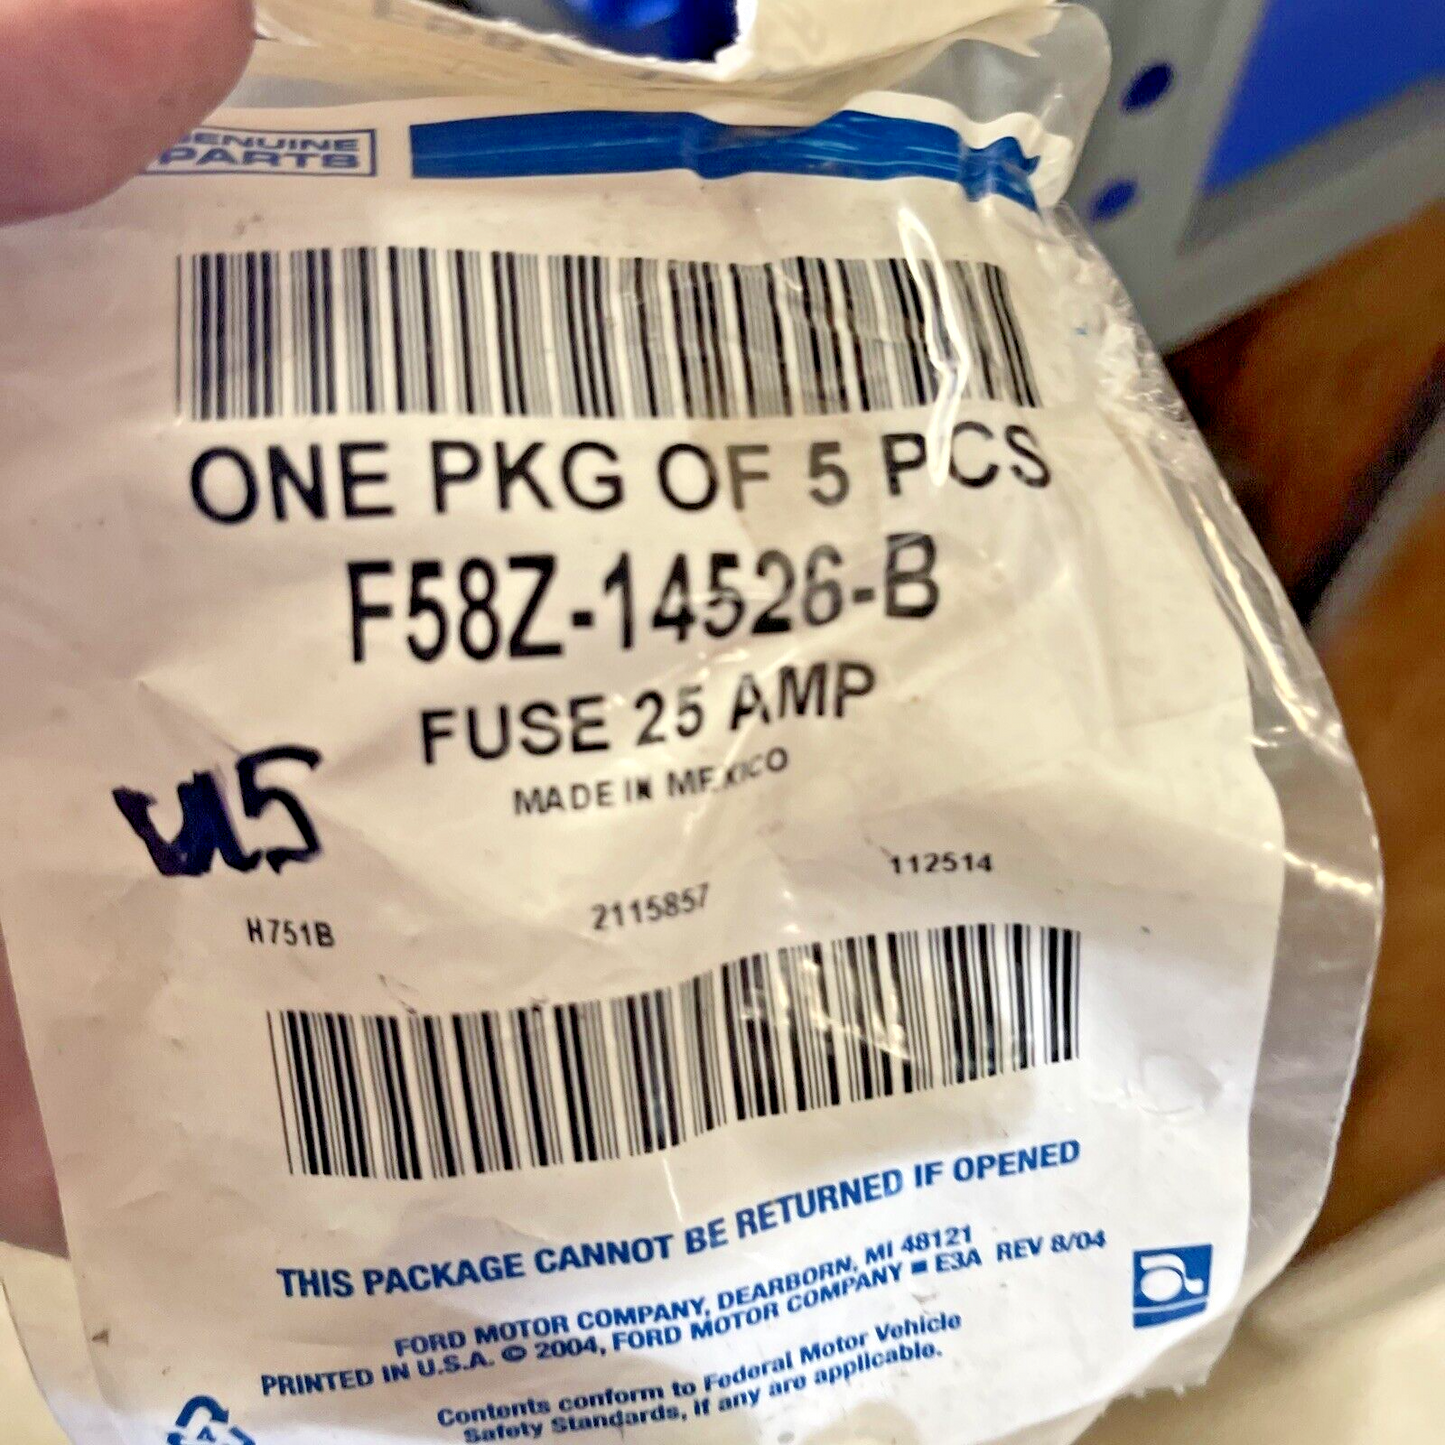 GENUINE
PARTS
ONE PKG OF 5 PCS
F58Z-14526-B
FUSE 25 AMP
MADE IN MEXICO
112514
H751B 2115857
THIS PACKAGE CANNOT BE RETURNED IF OPENED
FORD MOTOR COMPANY, DEARBORN, MI 48121
PRINTED IN U.S.A. © 2004, FORD MOTOR COMPANY ■ E3A REV 8/04
Contents conform to Federal Motor Vehicle
Safety Standards, if any are applicable.
4